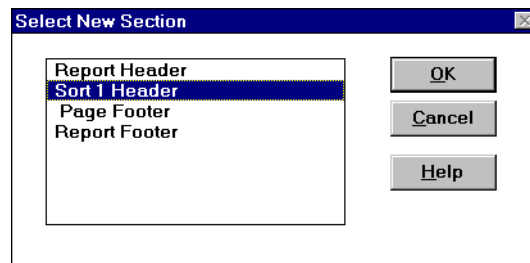 Select New Section
Report Header
Sort 1 Header
Page Footer
Report Footer
OK
Cancel
Help